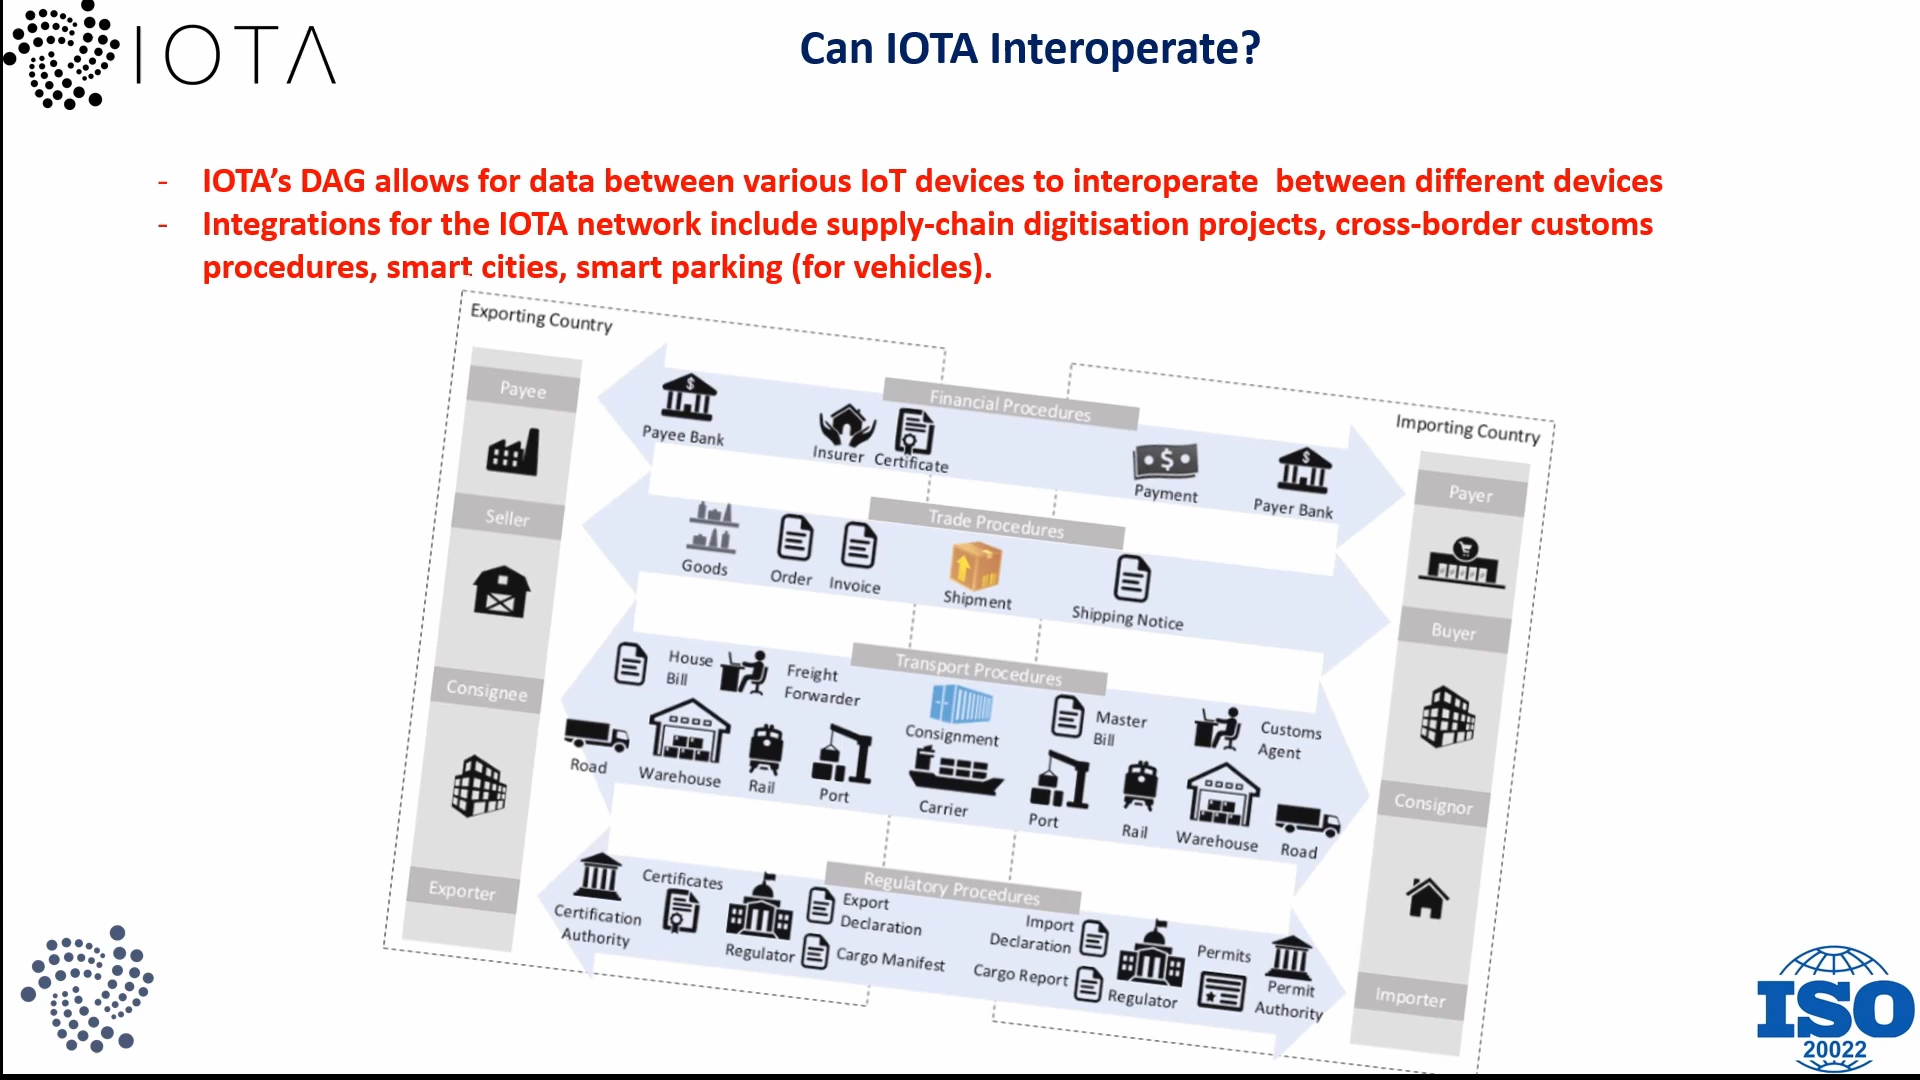 IOTA
Can IOTA Interoperate?
- IOTA’s DAG allows for data between various IoT devices to interoperate  between different devices
- Integrations for the IOTA network include supply-chain digitisation projects, cross-border customs
procedures, smart cities, smart parking (for vehicles).
Exporting Country
Importing Country
Payee
Seller
Consignee
Exporter
Financial Procedures
Payee Bank
Insurer
Certificate
Payment
Payer Bank
Trade Procedures
Goods
Order
Invoice
Shipment
Shipping Notice
Transport Procedures
House
Bill
Freight
Forwarder
Consignment
Master
Bill
Customs
Agent
Road
Warehouse
Rail
Port
Carrier
Port
Rail
Warehouse
Road
Regulatory Procedures
Certification
Authority
Certificates
Regulator
Export
Declaration
Cargo Manifest
Import
Declaration
Cargo Report
Regulator
Permits
Permit
Authority
Payer
Buyer
Consignor
Importer
ISO
20022